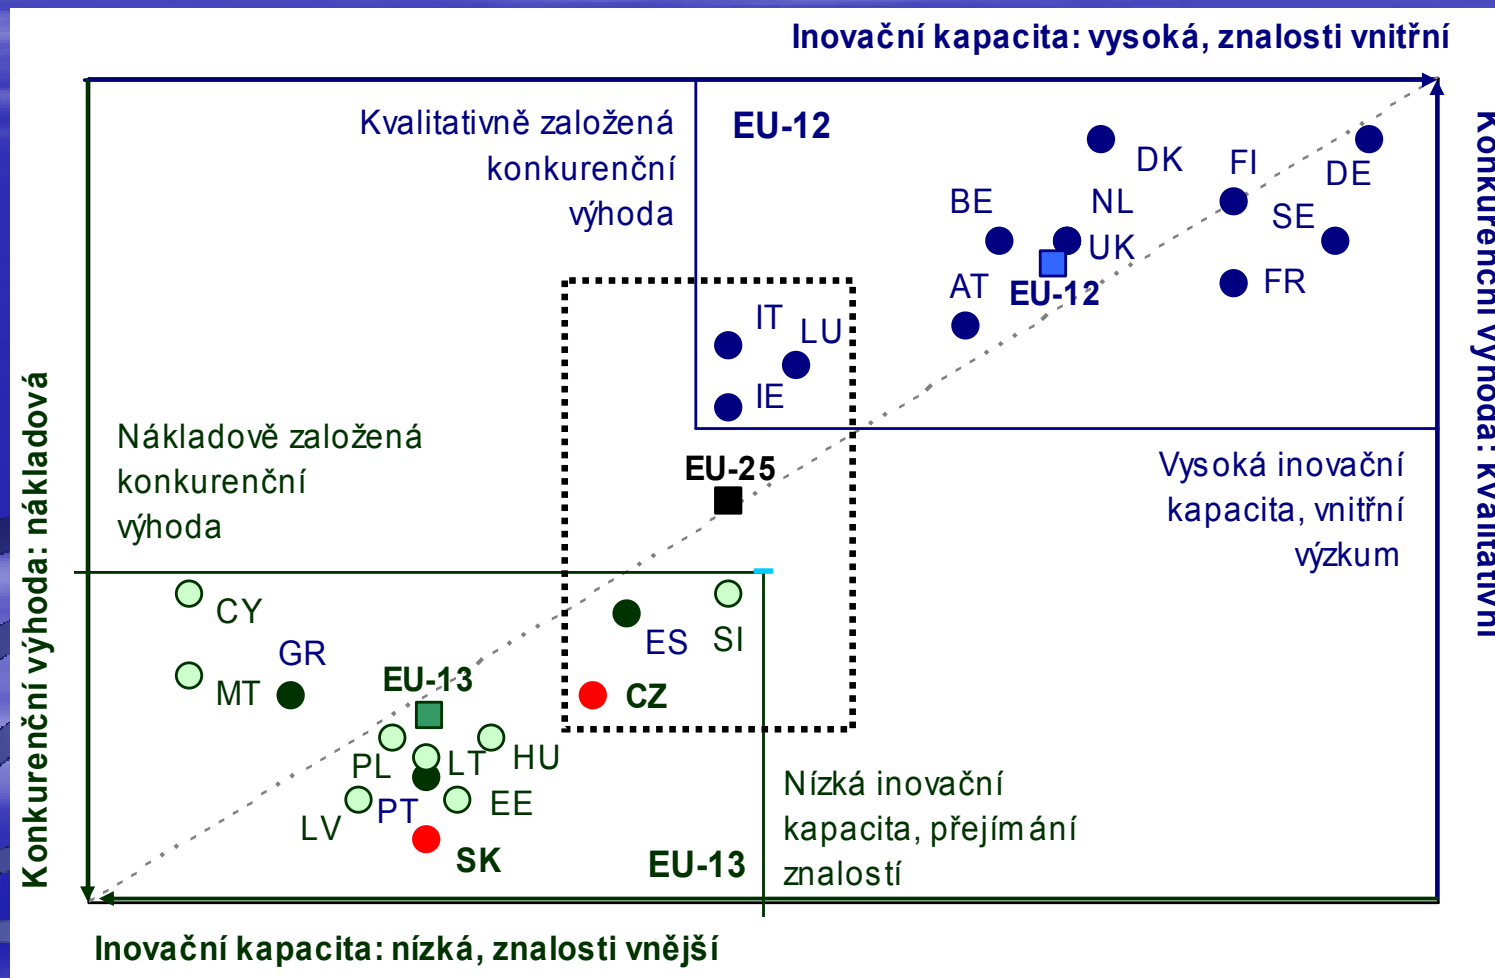 Inovační kapacita: vysoká, znalosti vnitřní
Kvalitativně založená
konkurenční
výhoda
EU-12
DK
FI
DE
BE
NL
SE
UK
AT
EU-12
FR
IT
LU
IE
Konkurenční výhoda: kvalitativní
Konkurenční výhoda: nákladová
Nákladově založená
konkurenční
výhoda
EU-25
Vysoká inovační
kapacita, vnitřní
výzkum
CY
GR
ES
SI
MT
EU-13
CZ
PL
LT
HU
LV
PT
EE
SK
EU-13
Nízká inovační
kapacita, přejímání
znalostí
Inovační kapacita: nízká, znalosti vnější